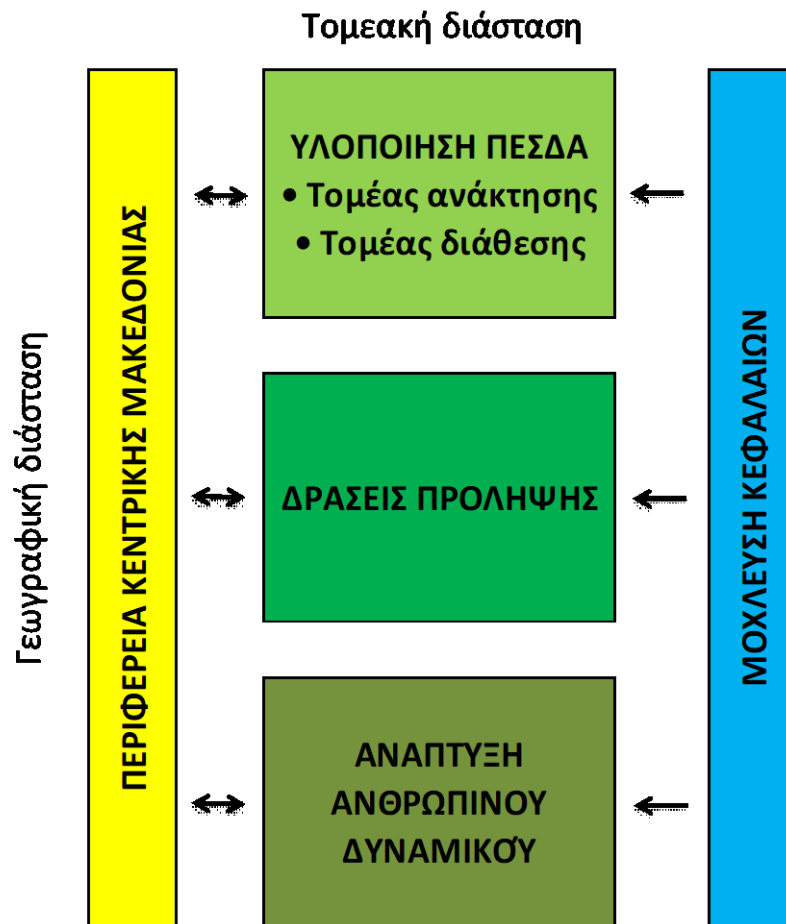 Τομεακή διάσταση
Γεωγραφική διάσταση
ΠΕΡΙΦΕΡΕΙΑ ΚΕΝΤΡΙΚΗΣ ΜΑΚΕΔΟΝΙΑΣ
ΥΛΟΠΟΙΗΣΗ ΠΕΣΔΑ
• Τομέας ανάκτησης
• Τομέας διάθεσης
ΔΡΑΣΕΙΣ ΠΡΟΛΗΨΗΣ
ΑΝΑΠΤΥΞΗ
ΑΝΘΡΩΠΙΝΟΥ
ΔΥΝΑΜΙΚΟΎ
ΜΟΧΛΕΥΣΗ ΚΕΦΑΛΑΙΩΝ